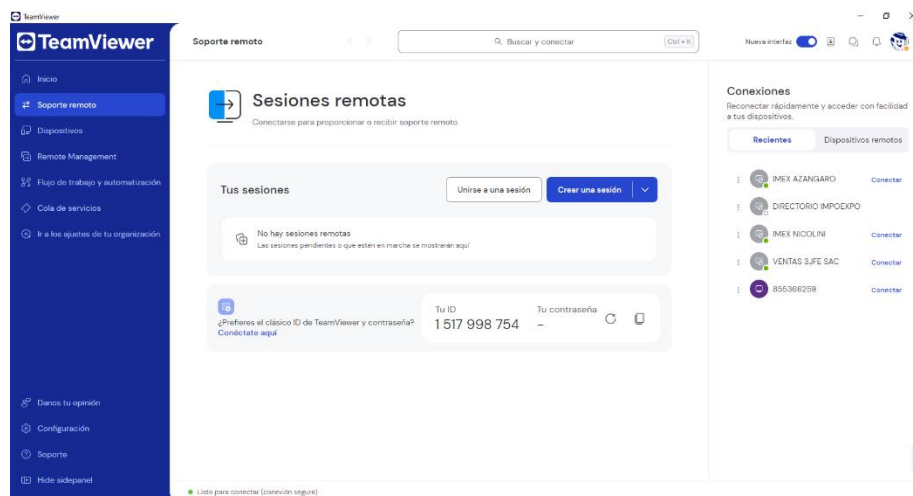 TeamViewer
TeamViewer
Soporte remoto
Buscar y conectar
Ctrl + K
Nueva interfaz
Inicio
Soporte remoto
Dispositivos
Remote Management
Flujo de trabajo y automatización
Cola de servicios
Ir a los ajustes de tu organización
Danos tu opinión
Configuración
Soporte
Hide sidepanel
Sesiones remotas
Conectarse para proporcionar o recibir soporte remoto.
Tus sesiones
Unirse a una sesión
Crear una sesión
No hay sesiones remotas
Las sesiones pendientes o que estén en marcha se mostrarán aquí
¿Prefieres el clásico ID de TeamViewer y contraseña?
Conéctate aquí
Tu ID
1 517 998 754
Tu contraseña
–
Conexiones
Reconectar rápidamente y acceder con facilidad
a tus dispositivos.
Recientes
Dispositivos remotos
IMEX AZANGARO
Conectar
DIRECTORIO IMPOEXPO
IMEX NICOLINI
Conectar
VENTAS 3JFE SAC
Conectar
855366259
Conectar
Listo para conectar (conexión segura)